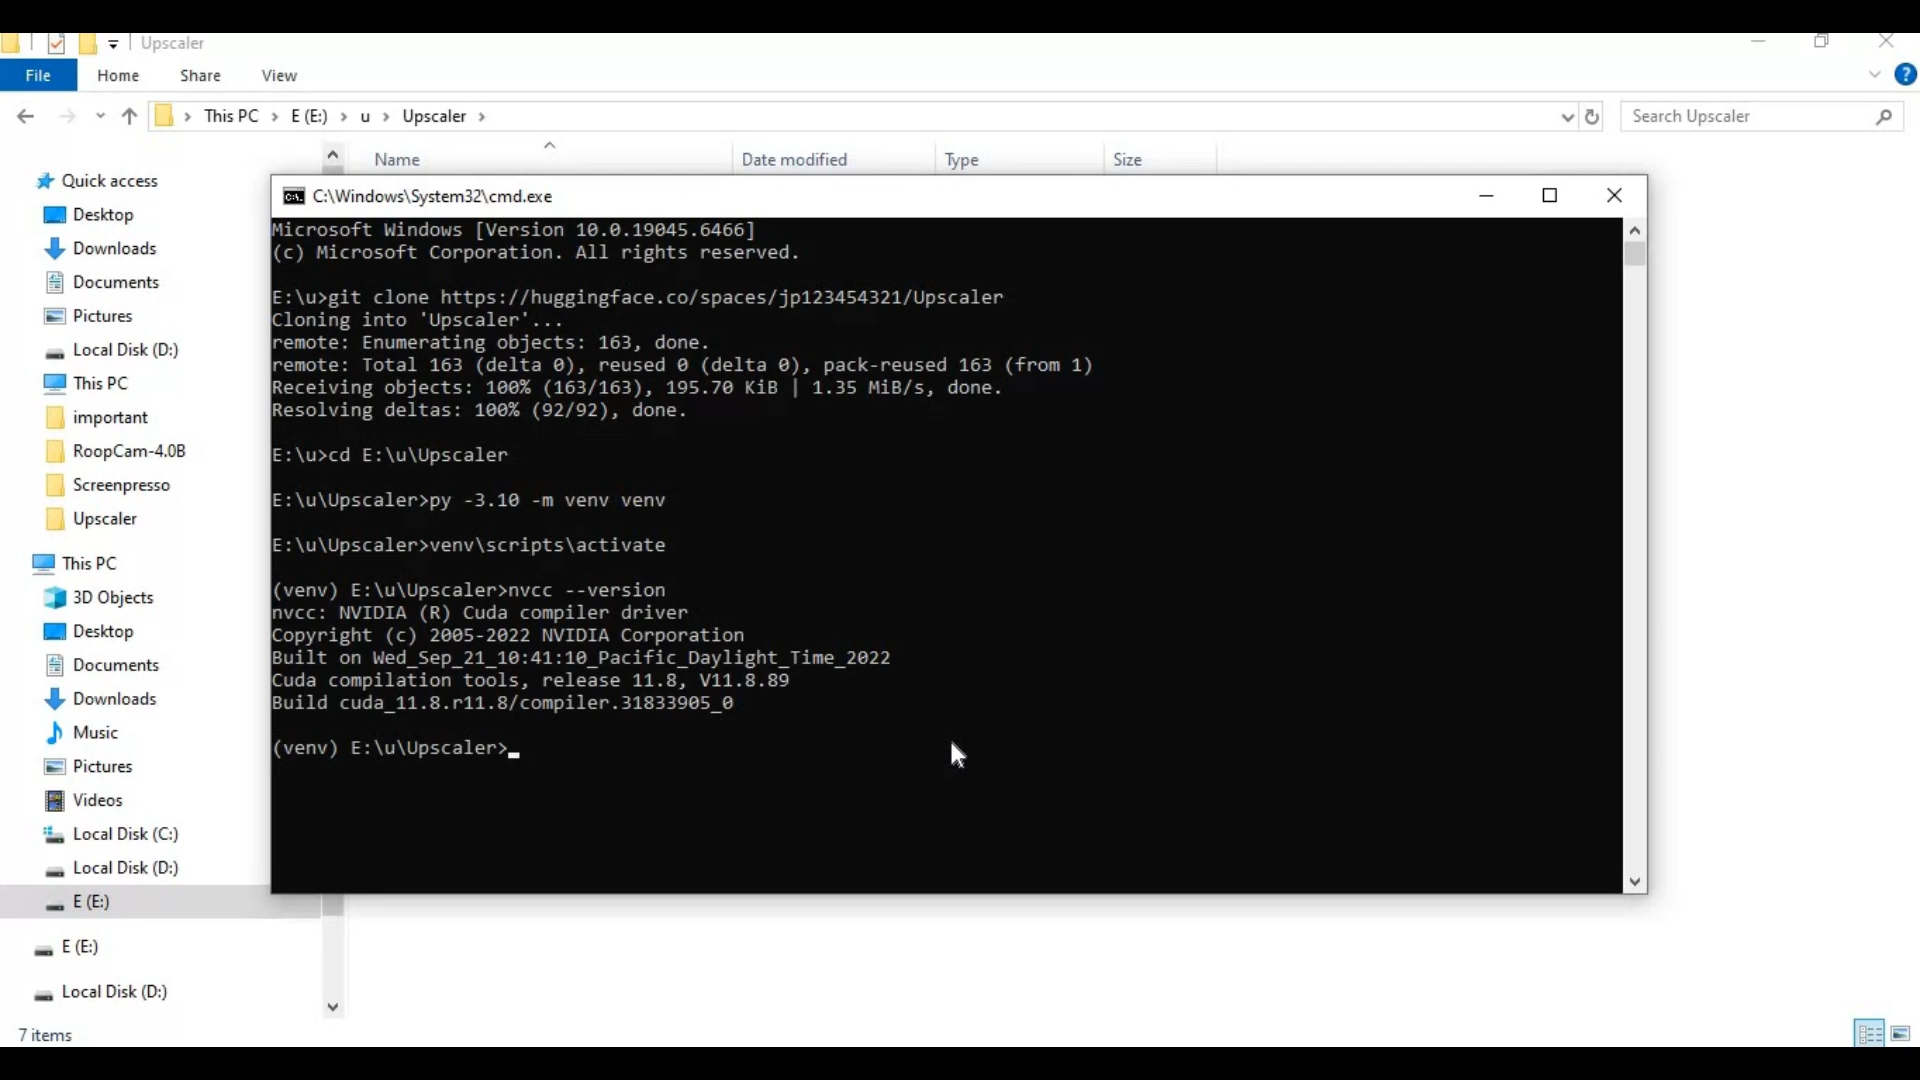 Upscaler
File Home Share View
This PC > E (E:) > u > Upscaler >
Search Upscaler
Name Date modified Type Size
Quick access
Desktop
Downloads
Documents
Pictures
Local Disk (D:)
This PC
important
RoopCam-4.0B
Screenpresso
Upscaler
This PC
3D Objects
Desktop
Documents
Downloads
Music
Pictures
Videos
Local Disk (C:)
Local Disk (D:)
E (E:)
E (E:)
Local Disk (D:)
7 items
C:\Windows\System32\cmd.exe
Microsoft Windows [Version 10.0.19045.6466]
(c) Microsoft Corporation. All rights reserved.
E:\u>git clone https://huggingface.co/spaces/jp123454321/Upscaler
Cloning into 'Upscaler'...
remote: Enumerating objects: 163, done.
remote: Total 163 (delta 0), reused 0 (delta 0), pack-reused 163 (from 1)
Receiving objects: 100% (163/163), 195.70 KiB | 1.35 MiB/s, done.
Resolving deltas: 100% (92/92), done.
E:\u>cd E:\u\Upscaler
E:\u\Upscaler>py -3.10 -m venv venv
E:\u\Upscaler>venv\scripts\activate
(venv) E:\u\Upscaler>nvcc --version
nvcc: NVIDIA (R) Cuda compiler driver
Copyright (c) 2005-2022 NVIDIA Corporation
Built on Wed_Sep_21_10:41:10_Pacific_Daylight_Time_2022
Cuda compilation tools, release 11.8, V11.8.89
Build cuda_11.8.r11.8/compiler.31833905_0
(venv) E:\u\Upscaler>